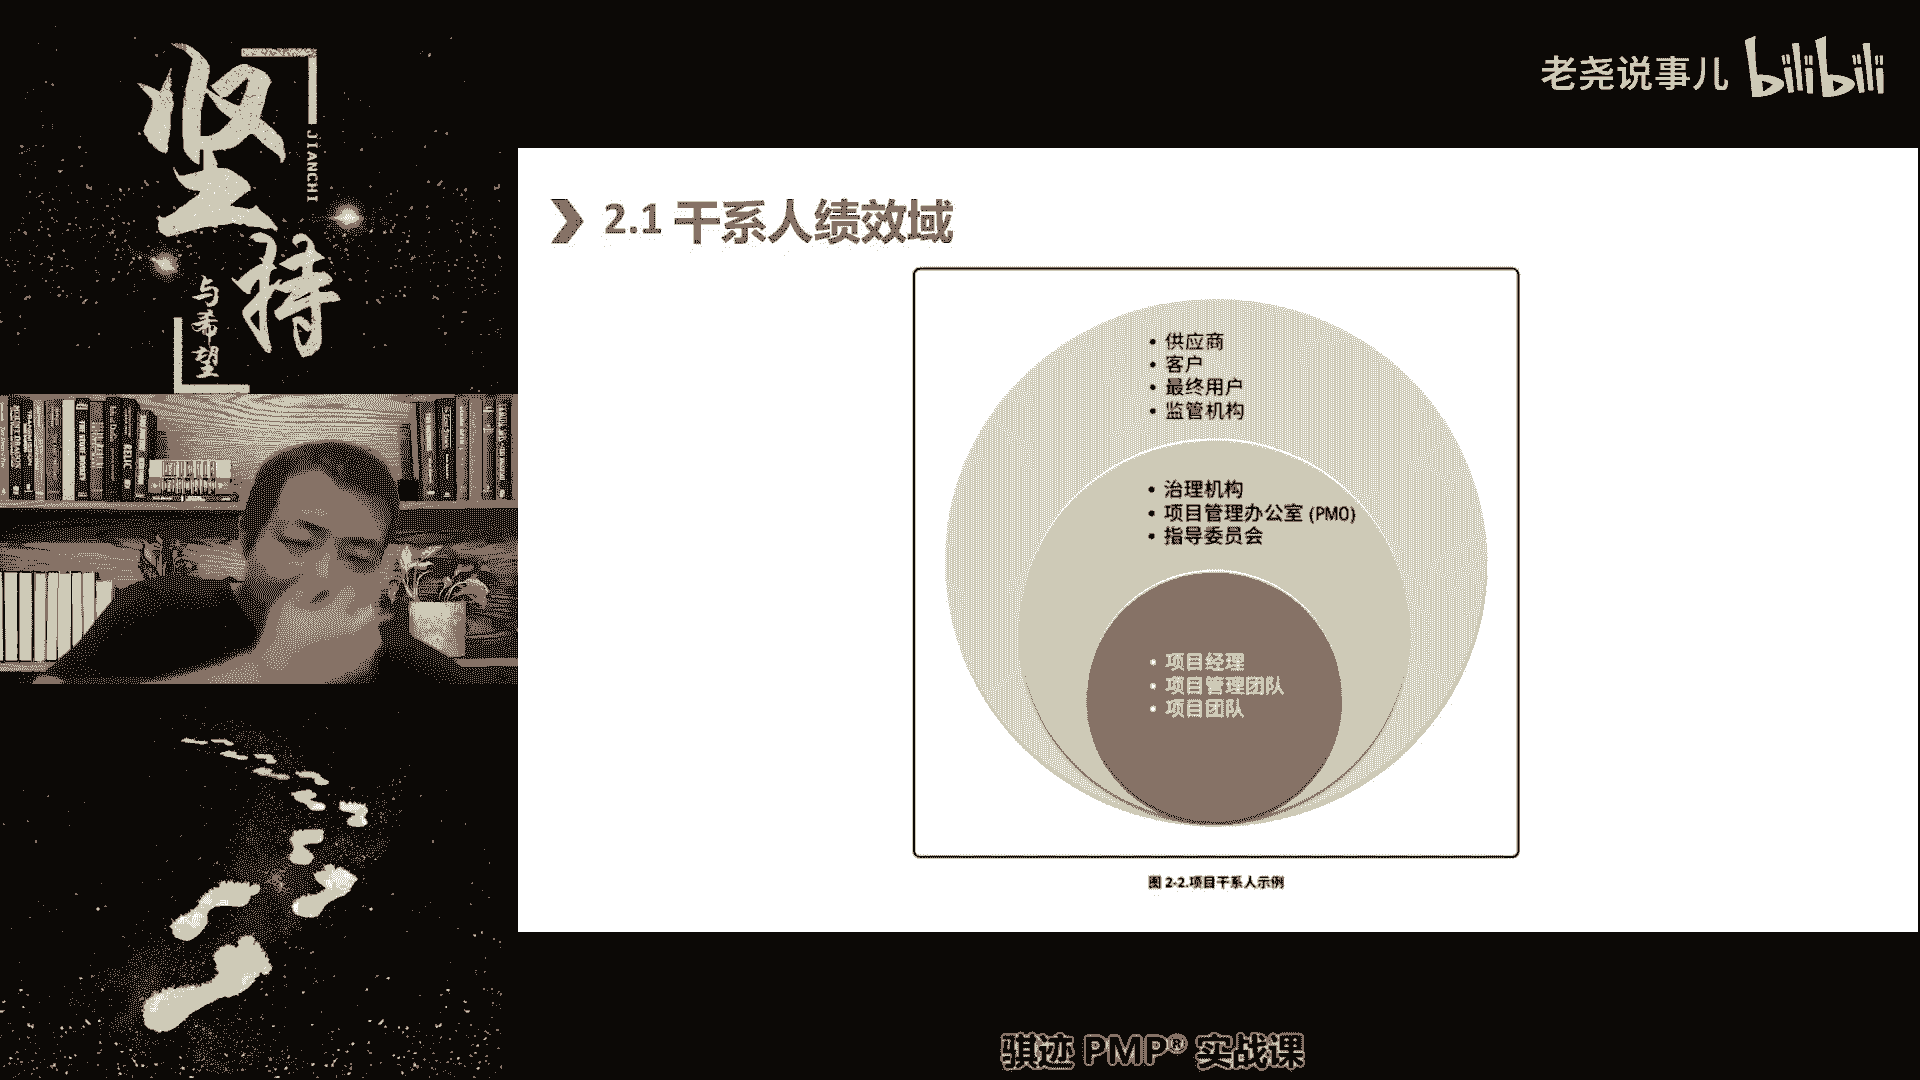 坚持
JIANCHI
与希望
老尧说事儿 bilibili
2.1 干系人绩效域
• 供应商
• 客户
• 最终用户
• 监管机构
• 治理机构
• 项目管理办公室 (PMO)
• 指导委员会
• 项目经理
• 项目管理团队
• 项目团队
图 2-2.项目干系人示例
骐迹 PMP® 实战课